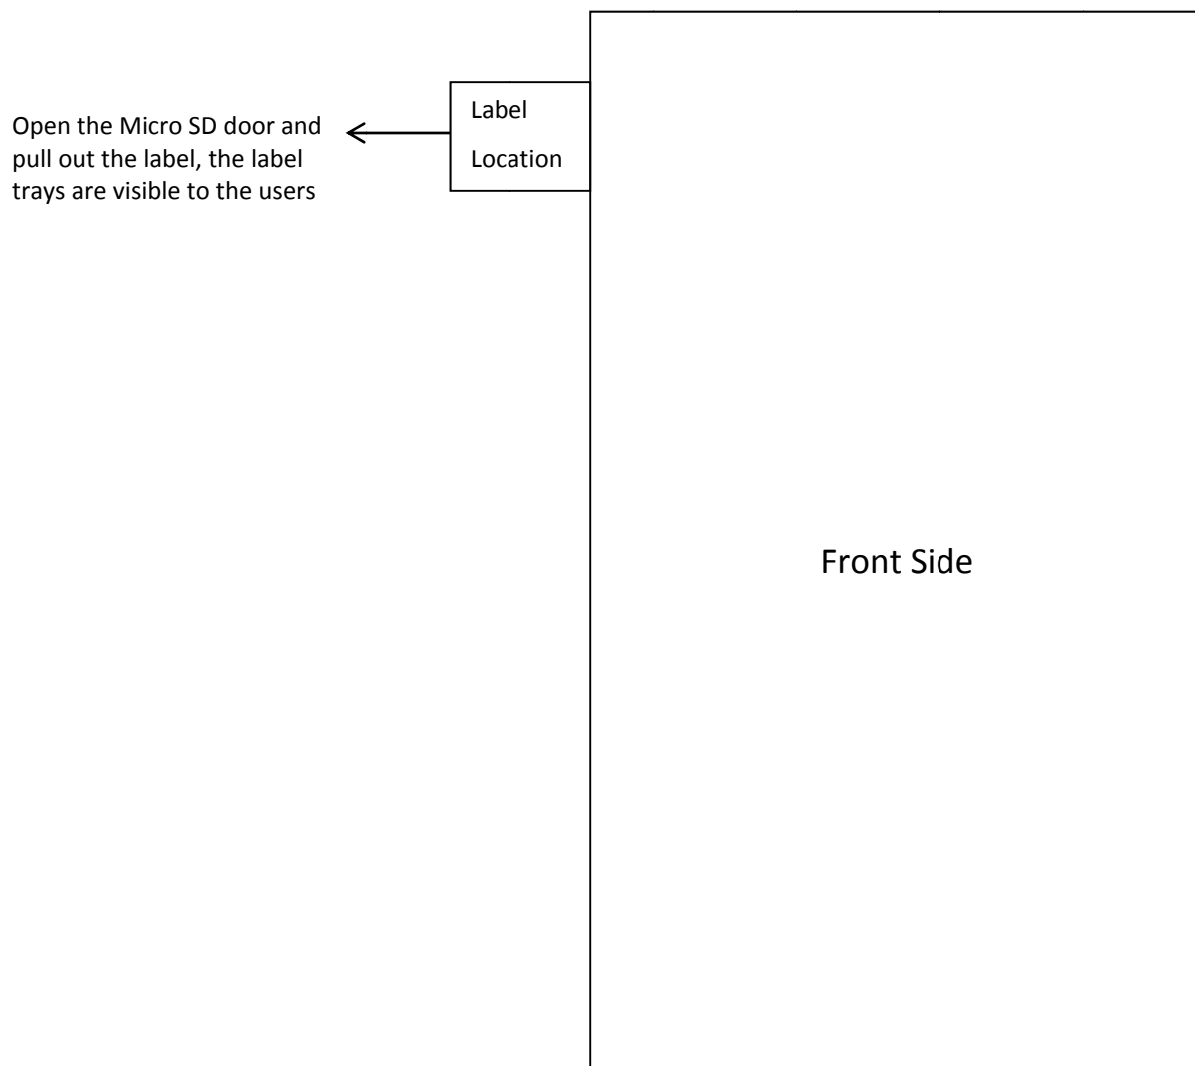 Open the Micro SD door and
pull out the label, the label
trays are visible to the users
Label
Location
Front Side